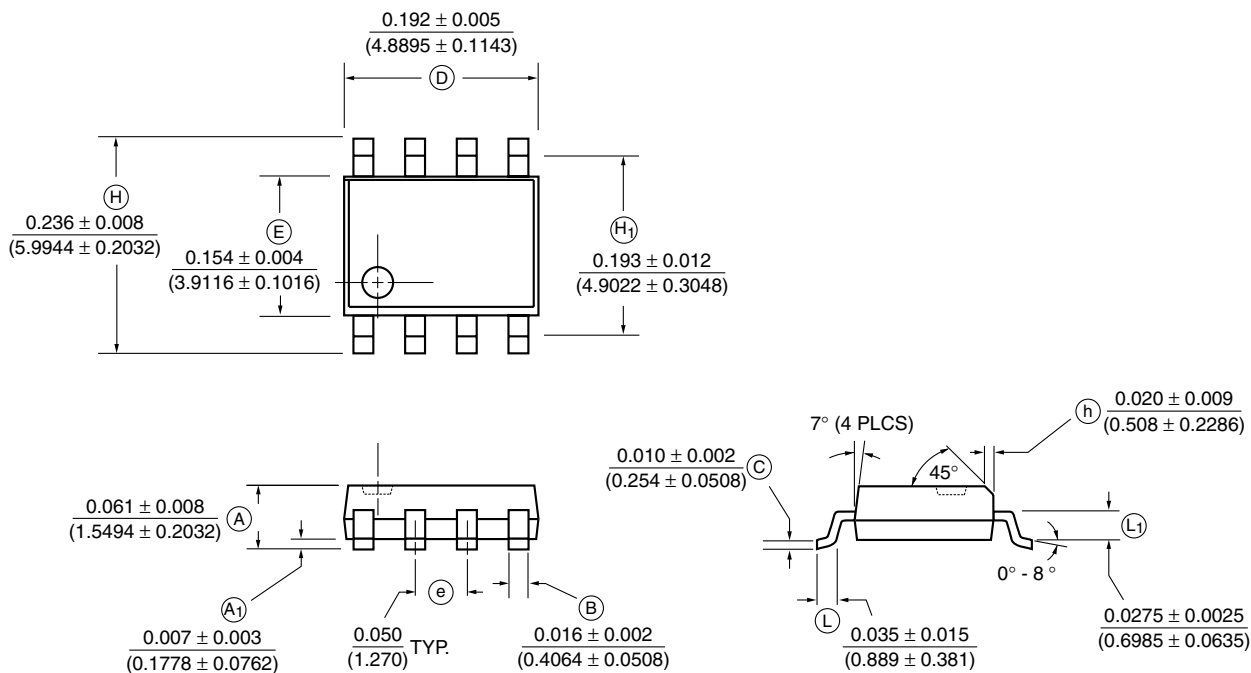 0.192 ± 0.005
(4.8895 ± 0.1143)
D
H
0.236 ± 0.008
(5.9944 ± 0.2032)
E
0.154 ± 0.004
(3.9116 ± 0.1016)
H1
0.193 ± 0.012
(4.9022 ± 0.3048)
0.061 ± 0.008
(1.5494 ± 0.2032)
A
A1
0.007 ± 0.003
(0.1778 ± 0.0762)
e
0.050
(1.270)
TYP.
B
0.016 ± 0.002
(0.4064 ± 0.0508)
7° (4 PLCS)
0.010 ± 0.002
(0.254 ± 0.0508)
C
45°
h
0.020 ± 0.009
(0.508 ± 0.2286)
L1
0° - 8 °
L
0.035 ± 0.015
(0.889 ± 0.381)
0.0275 ± 0.0025
(0.6985 ± 0.0635)